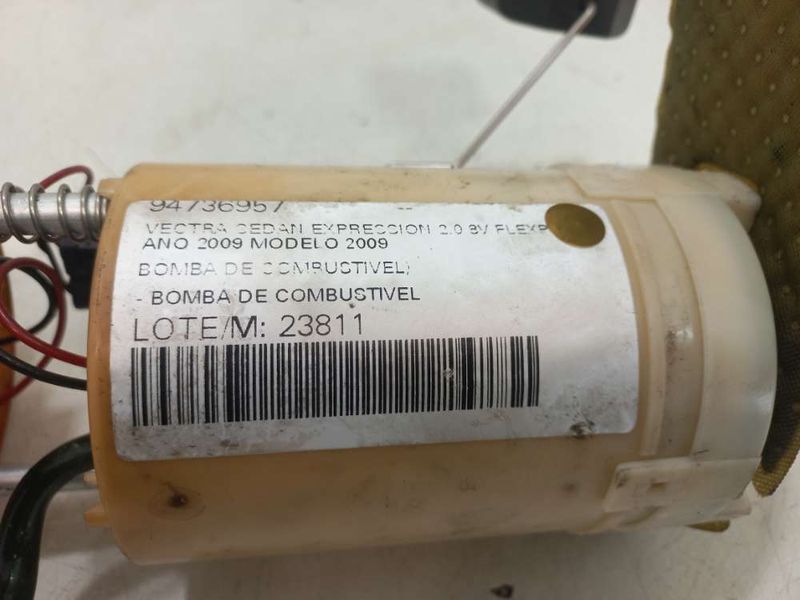 94736957
VECTRA SEDAN EXPRESSION 2.0 8V FLEXP
ANO 2009 MODELO 2009
BOMBA DE COMBUSTIVEL)
- BOMBA DE COMBUSTIVEL
LOTE/M: 23811